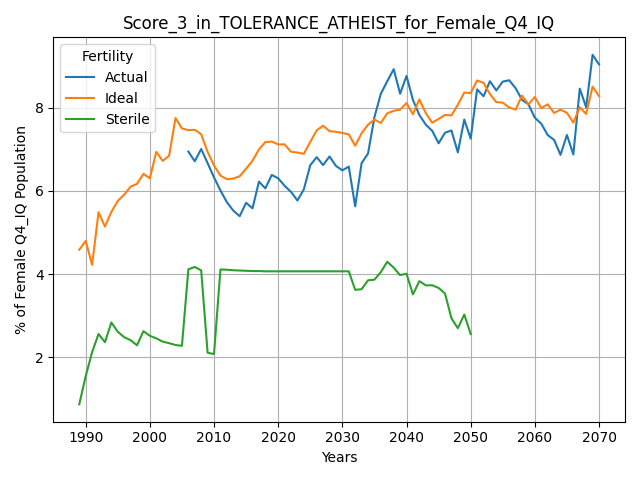 Score_3_in_TOLERANCE_ATHEIST_for_Female_Q4_IQ
Fertility
Actual
Ideal
Sterile
% of Female Q4_IQ Population
8
6
4
2
1990 2000 2010 2020 2030 2040 2050 2060 2070
Years